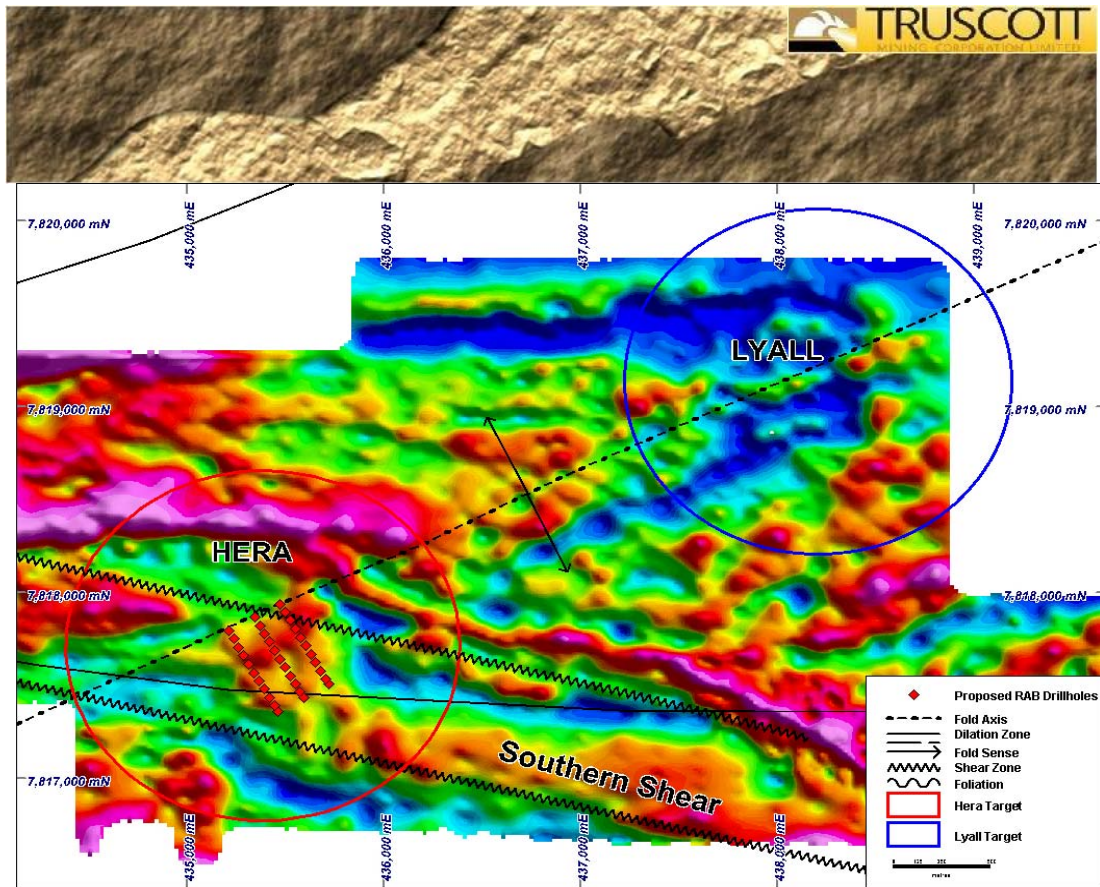 TRUSCOTT
MINING CORPORATION LIMITED
7,820,000 mN
435,000 mE
436,000 mE
437,000 mE
438,000 mE
439,000 mE
7,820,000 mN
LYALL
7,819,000 mN
7,819,000 mN
HERA
7,818,000 mN
7,818,000 mN
Southern Shear
7,817,000 mN
435,000 mE
436,000 mE
437,000 mE
438,000 mE
Proposed RAB Drillholes
Fold Axis
Dilation Zone
Fold Sense
Shear Zone
Foliation
Hera Target
Lyall Target
0
500
metres